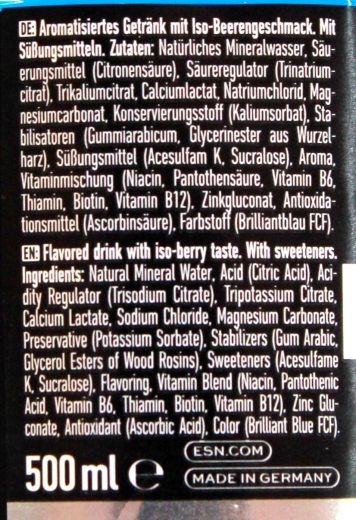 DE: Aromatisiertes Getränk mit Iso-Beerengeschmack. Mit
Süßungsmitteln. Zutaten: Natürliches Mineralwasser, Säu-
erungsmittel (Citronensäure), Säureregulator (Trinatrium-
citrat), Trikaliumcitrat, Calciumlactat, Natriumchlorid, Mag-
nesiumcarbonat, Konservierungsstoff (Kaliumsorbat), Sta-
bilisatoren (Gummiarabicum, Glycerinester aus Wurzel-
harz), Süßungsmittel (Acesulfam K, Sucralose), Aroma,
Vitaminmischung (Niacin, Pantothensäure, Vitamin B6,
Thiamin, Biotin, Vitamin B12), Zinkgluconat, Antioxida-
tionsmittel (Ascorbinsäure), Farbstoff (Brilliantblau FCF).
EN: Flavored drink with iso-berry taste. With sweeteners.
Ingredients: Natural Mineral Water, Acid (Citric Acid), Aci-
dity Regulator (Trisodium Citrate), Tripotassium Citrate,
Calcium Lactate, Sodium Chloride, Magnesium Carbonate,
Preservative (Potassium Sorbate), Stabilizers (Gum Arabic,
Glycerol Esters of Wood Rosins), Sweeteners (Acesulfame
K, Sucralose), Flavoring, Vitamin Blend (Niacin, Pantothenic
Acid, Vitamin B6, Thiamin, Biotin, Vitamin B12), Zinc Glu-
conate, Antioxidant (Ascorbic Acid), Color (Brilliant Blue FCF).
500 ml e
ESN.COM
MADE IN GERMANY